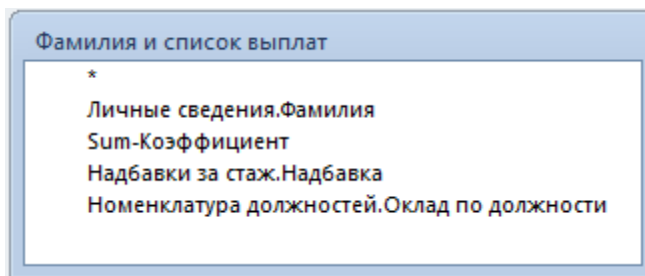 Фамилия и список выплат
*
Личные сведения.Фамилия
Sum-Коэффициент
Надбавки за стаж.Надбавка
Номенклатура должностей.Оклад по должности